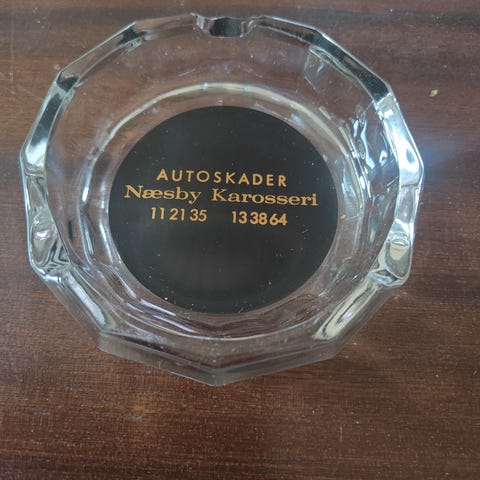 AUTOSKADER
Næsby Karosseri
11 21 35 13 38 64